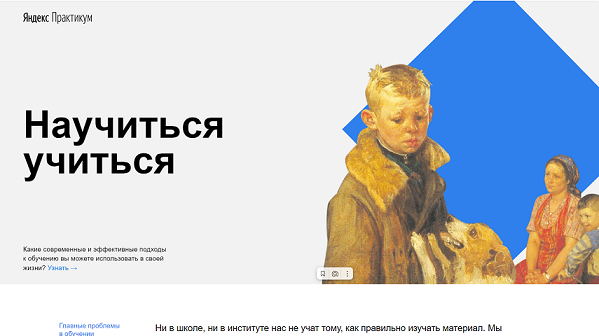 Яндекс Практикум
Научиться
учиться
Какие современные и эффективные подходы
к обучению вы можете использовать в своей
жизни? Узнать →
Главные проблемы
в обучении
Ни в школе, ни в институте нас не учат тому, как правильно изучать материал. Мы